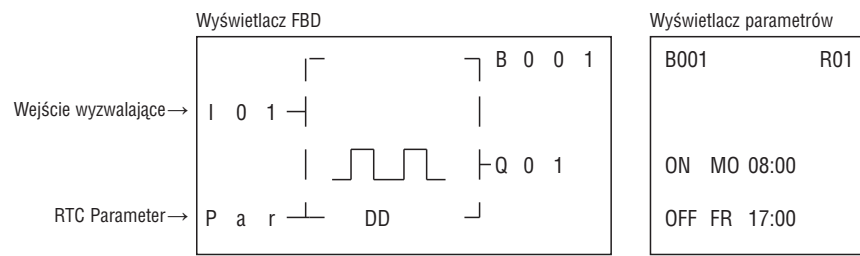 Wyświetlacz FBD
Wyświetlacz parametrów
B 0 0 1
B001 R01
Wejście wyzwalające→ I 0 1
Q 0 1
ON MO 08:00
RTC Parameter→ P a r DD
OFF FR 17:00